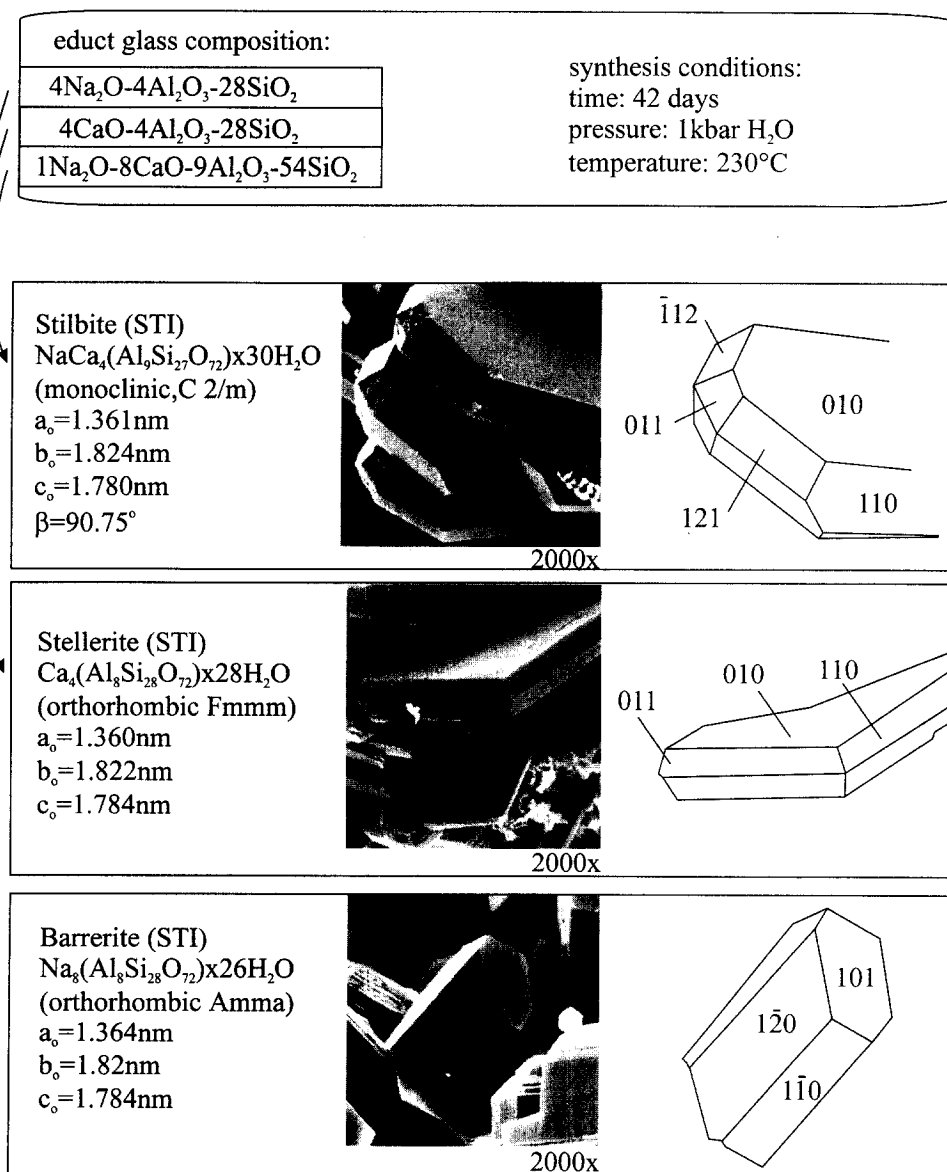 educt glass composition:
4Na₂O-4Al₂O₃-28SiO₂
4CaO-4Al₂O₃-28SiO₂
1Na₂O-8CaO-9Al₂O₃-54SiO₂
synthesis conditions:
time: 42 days
pressure: 1kbar H₂O
temperature: 230°C
Stilbite (STI)
NaCa₄(Al₉Si₂₇O₇₂)x30H₂O
(monoclinic,C 2/m)
aₒ=1.361nm
bₒ=1.824nm
cₒ=1.780nm
β=90.75°
2000x
1̄12
010
011
121
110
Stellerite (STI)
Ca₄(Al₈Si₂₈O₇₂)x28H₂O
(orthorhombic Fmmm)
aₒ=1.360nm
bₒ=1.822nm
cₒ=1.784nm
2000x
011
010
110
Barrerite (STI)
Na₈(Al₈Si₂₈O₇₂)x26H₂O
(orthorhombic Amma)
aₒ=1.364nm
bₒ=1.82nm
cₒ=1.784nm
2000x
101
12̄0
11̄0